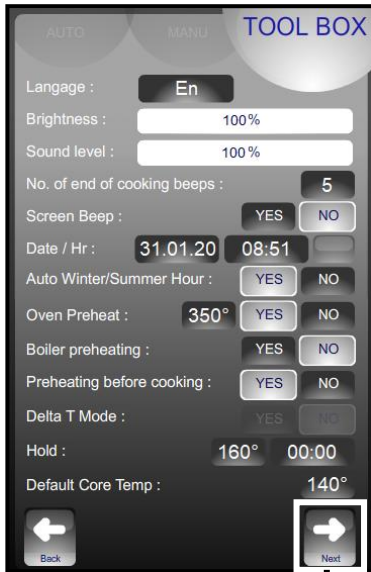 AUTO MANU TOOL BOX
Langage : En
Brightness : 100%
Sound level : 100%
No. of end of cooking beeps : 5
Screen Beep : YES NO
Date / Hr : 31.01.20 08:51
Auto Winter/Summer Hour : YES NO
Oven Preheat : 350° YES NO
Boiler preheating : YES NO
Preheating before cooking : YES NO
Delta T Mode : YES NO
Hold : 160° 00:00
Default Core Temp : 140°
Back Next